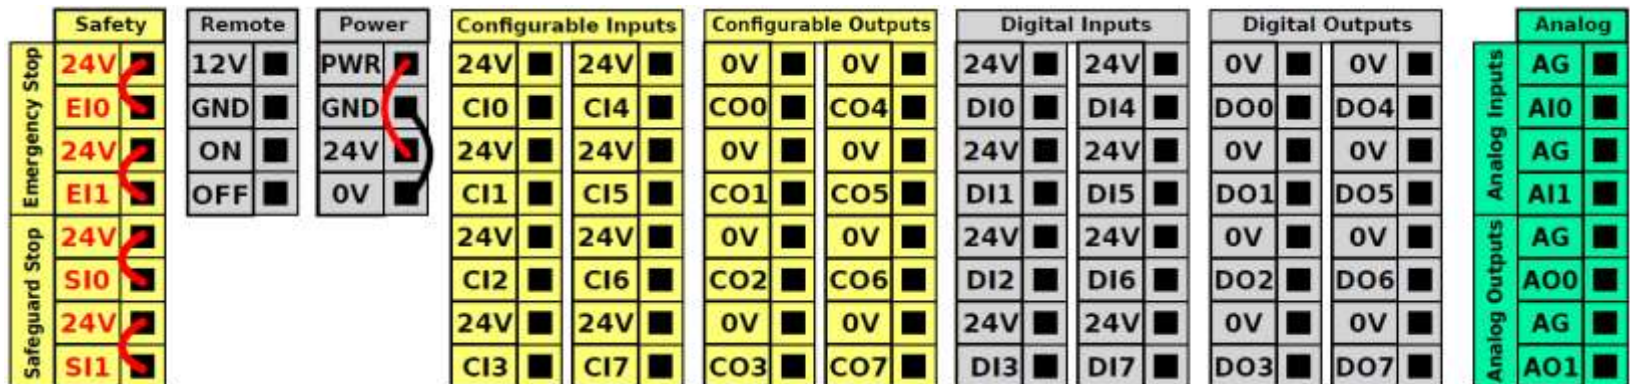 Safety Remote Power Configurable Inputs Configurable Outputs Digital Inputs Digital Outputs Analog
Emergency Stop
Safeguard Stop
24V 12V PWR 24V 24V 0V 0V 24V 24V 0V 0V AG
EI0 GND GND CI0 CI4 CO0 CO4 DI0 DI4 DO0 DO4 AI0
24V ON 24V 24V 24V 0V 0V 24V 24V 0V 0V AG
EI1 OFF 0V CI1 CI5 CO1 CO5 DI1 DI5 DO1 DO5 AI1
24V 24V 24V 0V 0V 24V 24V 0V 0V AG
SI0 CI2 CI6 CO2 CO6 DI2 DI6 DO2 DO6 AO0
24V 24V 24V 0V 0V 24V 24V 0V 0V AG
SI1 CI3 CI7 CO3 CO7 DI3 DI7 DO3 DO7 AO1
Analog Inputs
Analog Outputs